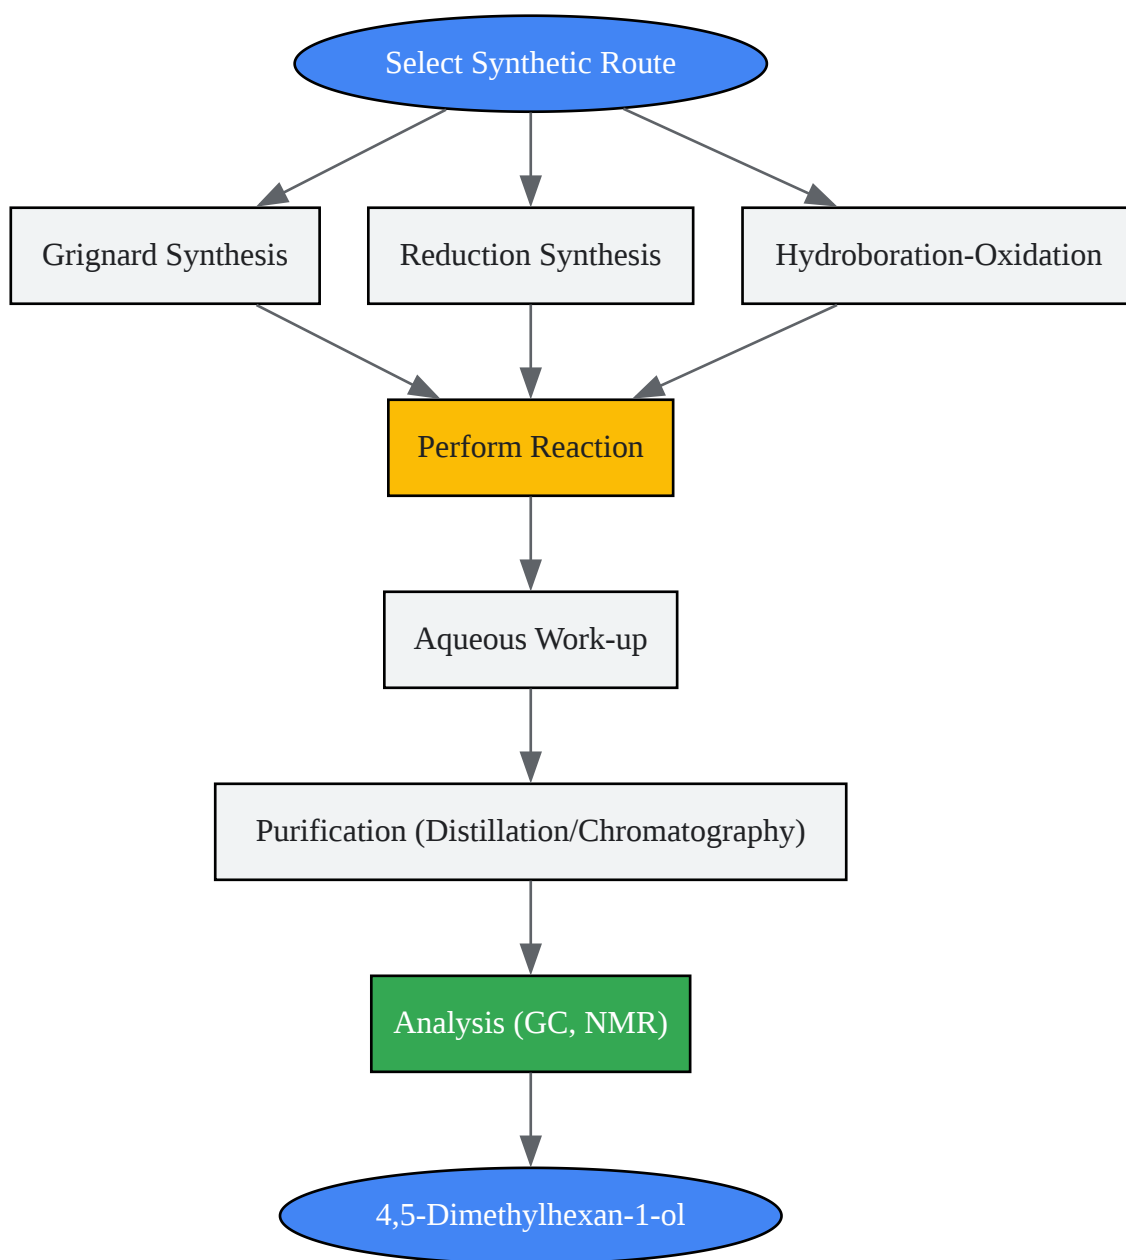 Select Synthetic Route
Grignard Synthesis
Reduction Synthesis
Hydroboration-Oxidation
Perform Reaction
Aqueous Work-up
Purification (Distillation/Chromatography)
Analysis (GC, NMR)
4,5-Dimethylhexan-1-ol